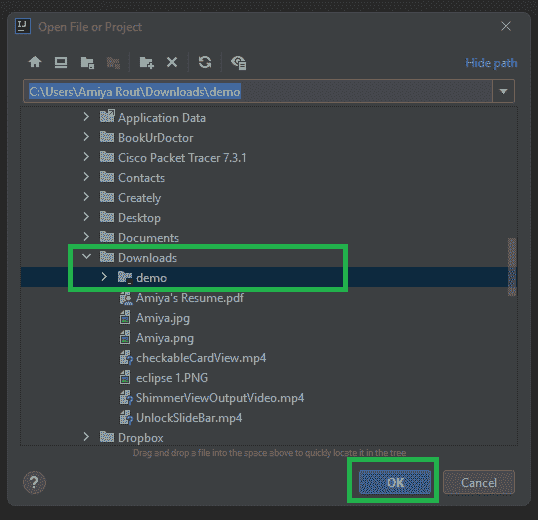 IJ Open File or Project
Hide path
C:\Users\Amiya Rout\Downloads\demo
Application Data
BookUrDoctor
Cisco Packet Tracer 7.3.1
Contacts
Creately
Desktop
Documents
Downloads
demo
Amiya's Resume.pdf
Amiya.jpg
Amiya.png
checkableCardView.mp4
eclipse 1.PNG
ShimmerViewOutputVideo.mp4
UnlockSlideBar.mp4
Dropbox
Drag and drop a file into the space above to quickly locate it in the tree
? OK Cancel